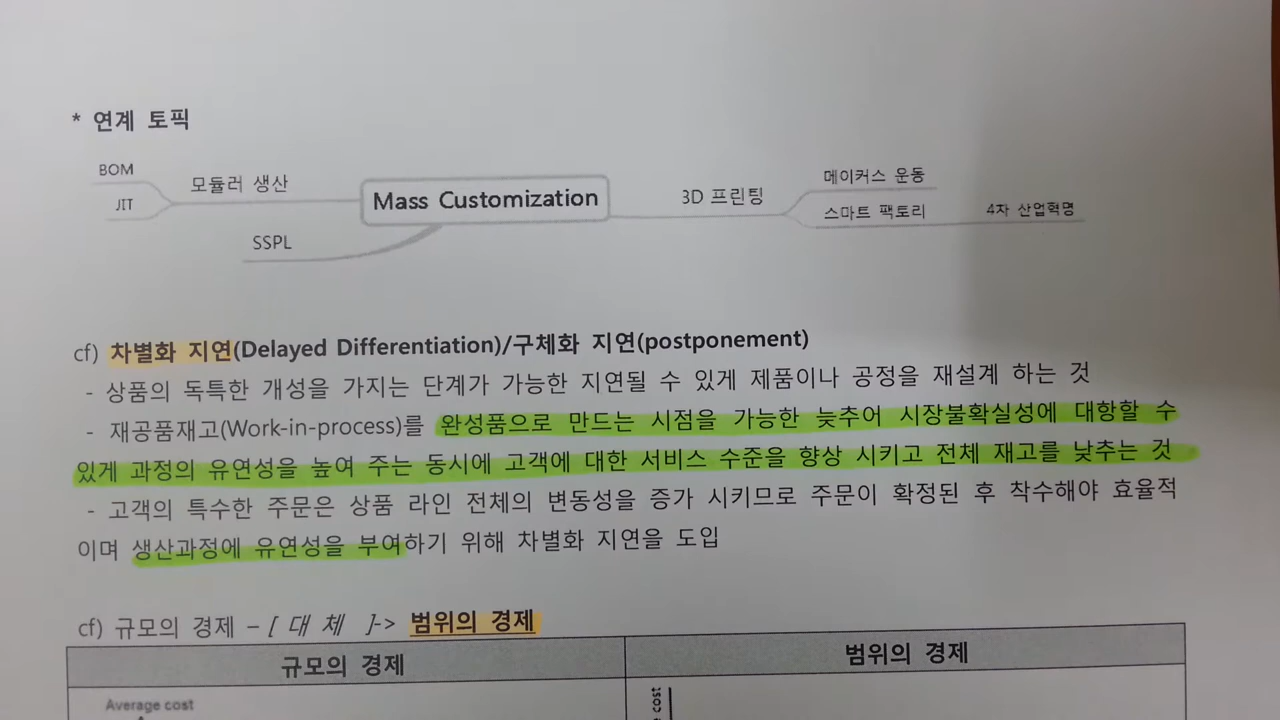 * 연계 토픽
BOM
모듈러 생산
JIT
SSPL
Mass Customization
3D 프린팅
메이커스 운동
스마트 팩토리
4차 산업혁명
cf) 차별화 지연(Delayed Differentiation)/구체화 지연(postponement)
- 상품의 독특한 개성을 가지는 단계가 가능한 지연될 수 있게 제품이나 공정을 재설계 하는 것
- 재공품재고(Work-in-process)를 완성품으로 만드는 시점을 가능한 늦추어 시장불확실성에 대항할 수
있게 과정의 유연성을 높여 주는 동시에 고객에 대한 서비스 수준을 향상 시키고 전체 재고를 낮추는 것
- 고객의 특수한 주문은 상품 라인 전체의 변동성을 증가 시키므로 주문이 확정된 후 착수해야 효율적
이며 생산과정에 유연성을 부여하기 위해 차별화 지연을 도입
cf) 규모의 경제 – [ 대 체 ]-> 범위의 경제
규모의 경제
범위의 경제
Average cost
cost